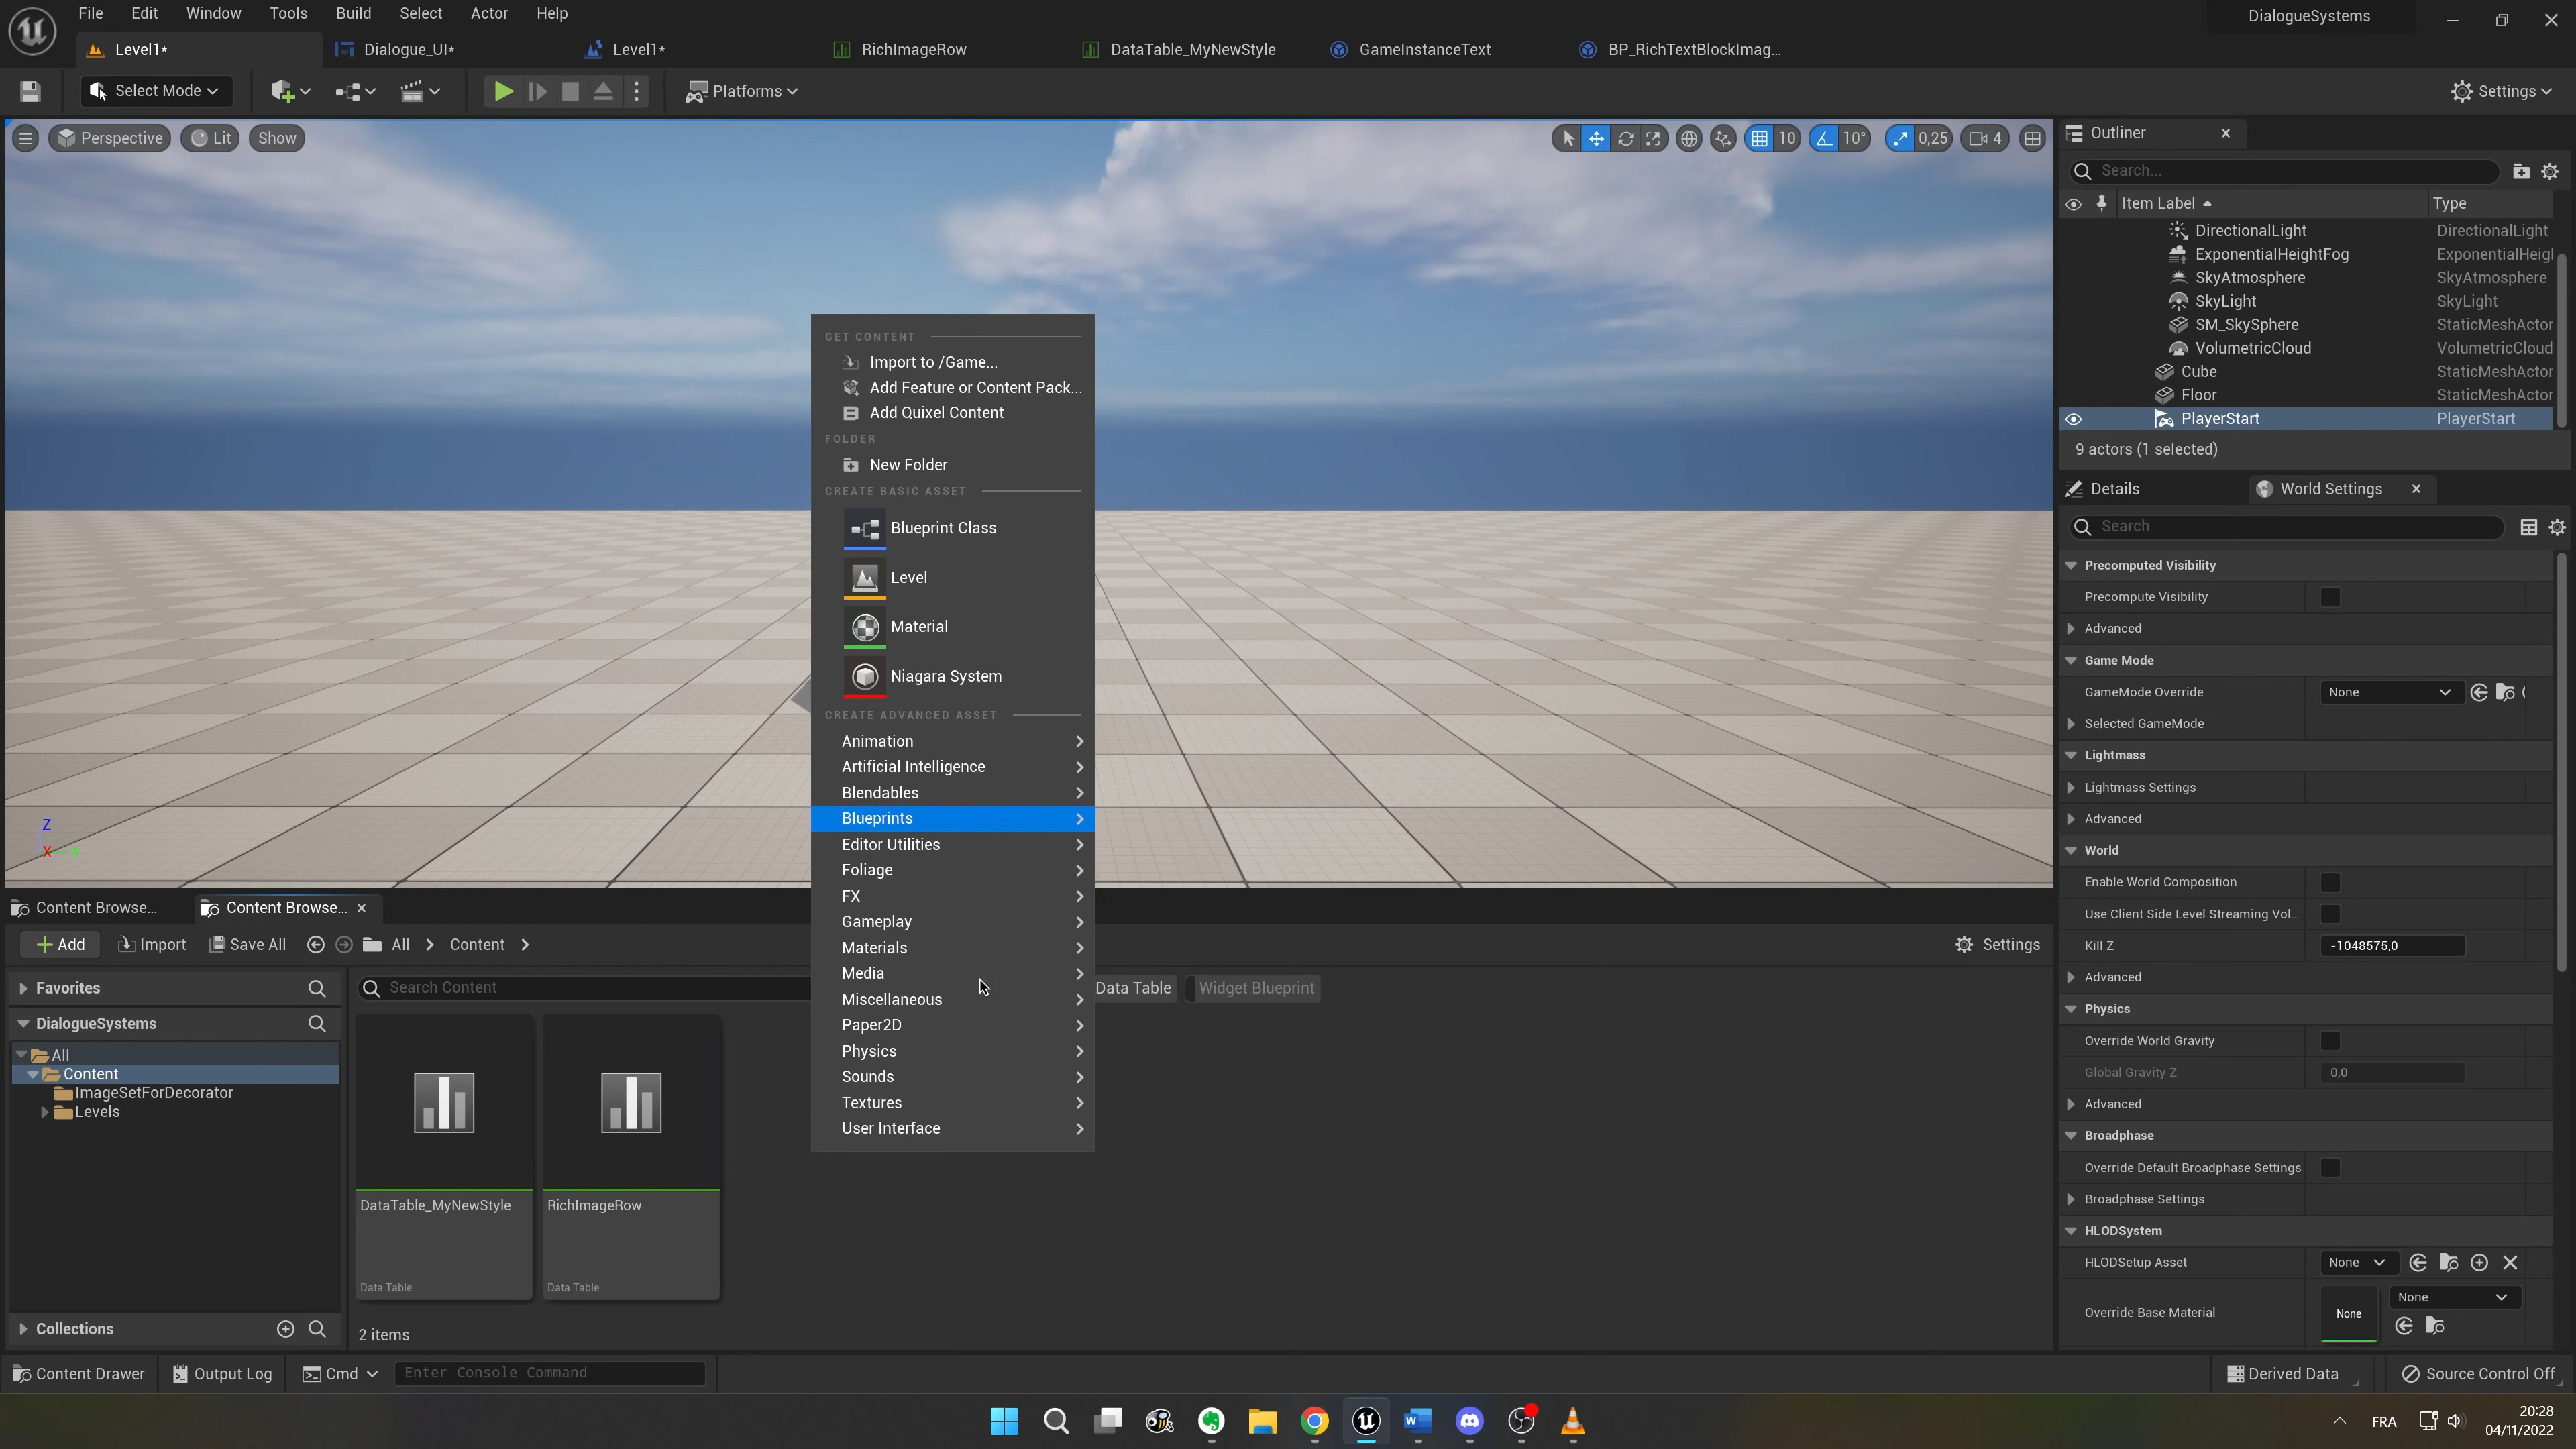 File Edit Window Tools Build Select Actor Help
DialogueSystems
Level1*
Dialogue_UI*
Level1*
RichImageRow
DataTable_MyNewStyle
GameInstanceText
BP_RichTextBlockImag...
Select Mode
Platforms
Settings
Perspective
Lit
Show
10
10°
0,25
4
Outliner
Search...
Item Label
Type
DirectionalLight DirectionalLight
ExponentialHeightFog ExponentialHeig
SkyAtmosphere SkyAtmosphere
SkyLight SkyLight
SM_SkySphere StaticMeshActor
VolumetricCloud VolumetricCloud
Cube StaticMeshActor
Floor StaticMeshActor
PlayerStart PlayerStart
9 actors (1 selected)
Details
World Settings
Search
Precomputed Visibility
Precompute Visibility
Advanced
Game Mode
GameMode Override None
Selected GameMode
Lightmass
Lightmass Settings
Advanced
World
Enable World Composition
Use Client Side Level Streaming Vol...
Kill Z -1048575,0
Advanced
Physics
Override World Gravity
Global Gravity Z 0,0
Advanced
Broadphase
Override Default Broadphase Settings
Broadphase Settings
HLODSystem
HLODSetup Asset None
Override Base Material None None
GET CONTENT
Import to /Game...
Add Feature or Content Pack...
Add Quixel Content
FOLDER
New Folder
CREATE BASIC ASSET
Blueprint Class
Level
Material
Niagara System
CREATE ADVANCED ASSET
Animation
Artificial Intelligence
Blendables
Blueprints
Editor Utilities
Foliage
FX
Gameplay
Materials
Media
Miscellaneous
Paper2D
Physics
Sounds
Textures
User Interface
Z
X
Y
Content Browse...
Content Browse...
Add
Import
Save All
All
Content
Settings
Favorites
Search Content
Data Table
Widget Blueprint
DialogueSystems
All
Content
ImageSetForDecorator
Levels
DataTable_MyNewStyle
Data Table
RichImageRow
Data Table
Collections
2 items
Content Drawer
Output Log
Cmd
Enter Console Command
Derived Data
Source Control Off
FRA
20:28
04/11/2022